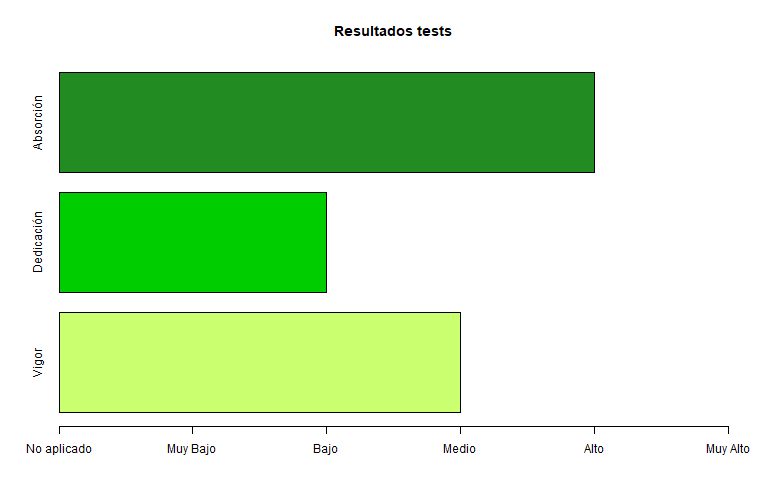 Resultados tests
Absorción
Dedicación
Vigor
No aplicado Muy Bajo Bajo Medio Alto Muy Alto